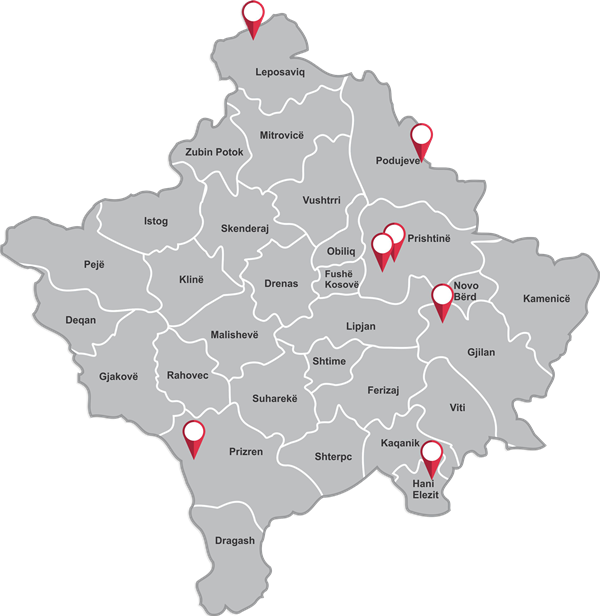 Leposaviq
Mitrovicë
Zubin Potok
Podujeve
Vushtrri
Istog
Skenderaj
Prishtinë
Obiliq
Pejë
Klinë
Drenas
Fushë
Kosovë
Novo
Bërd
Kamenicë
Deqan
Malishevë
Lipjan
Gjilan
Shtime
Gjakovë
Rahovec
Suharekë
Ferizaj
Viti
Kaqanik
Prizren
Shterpc
Hani
Elezit
Dragash